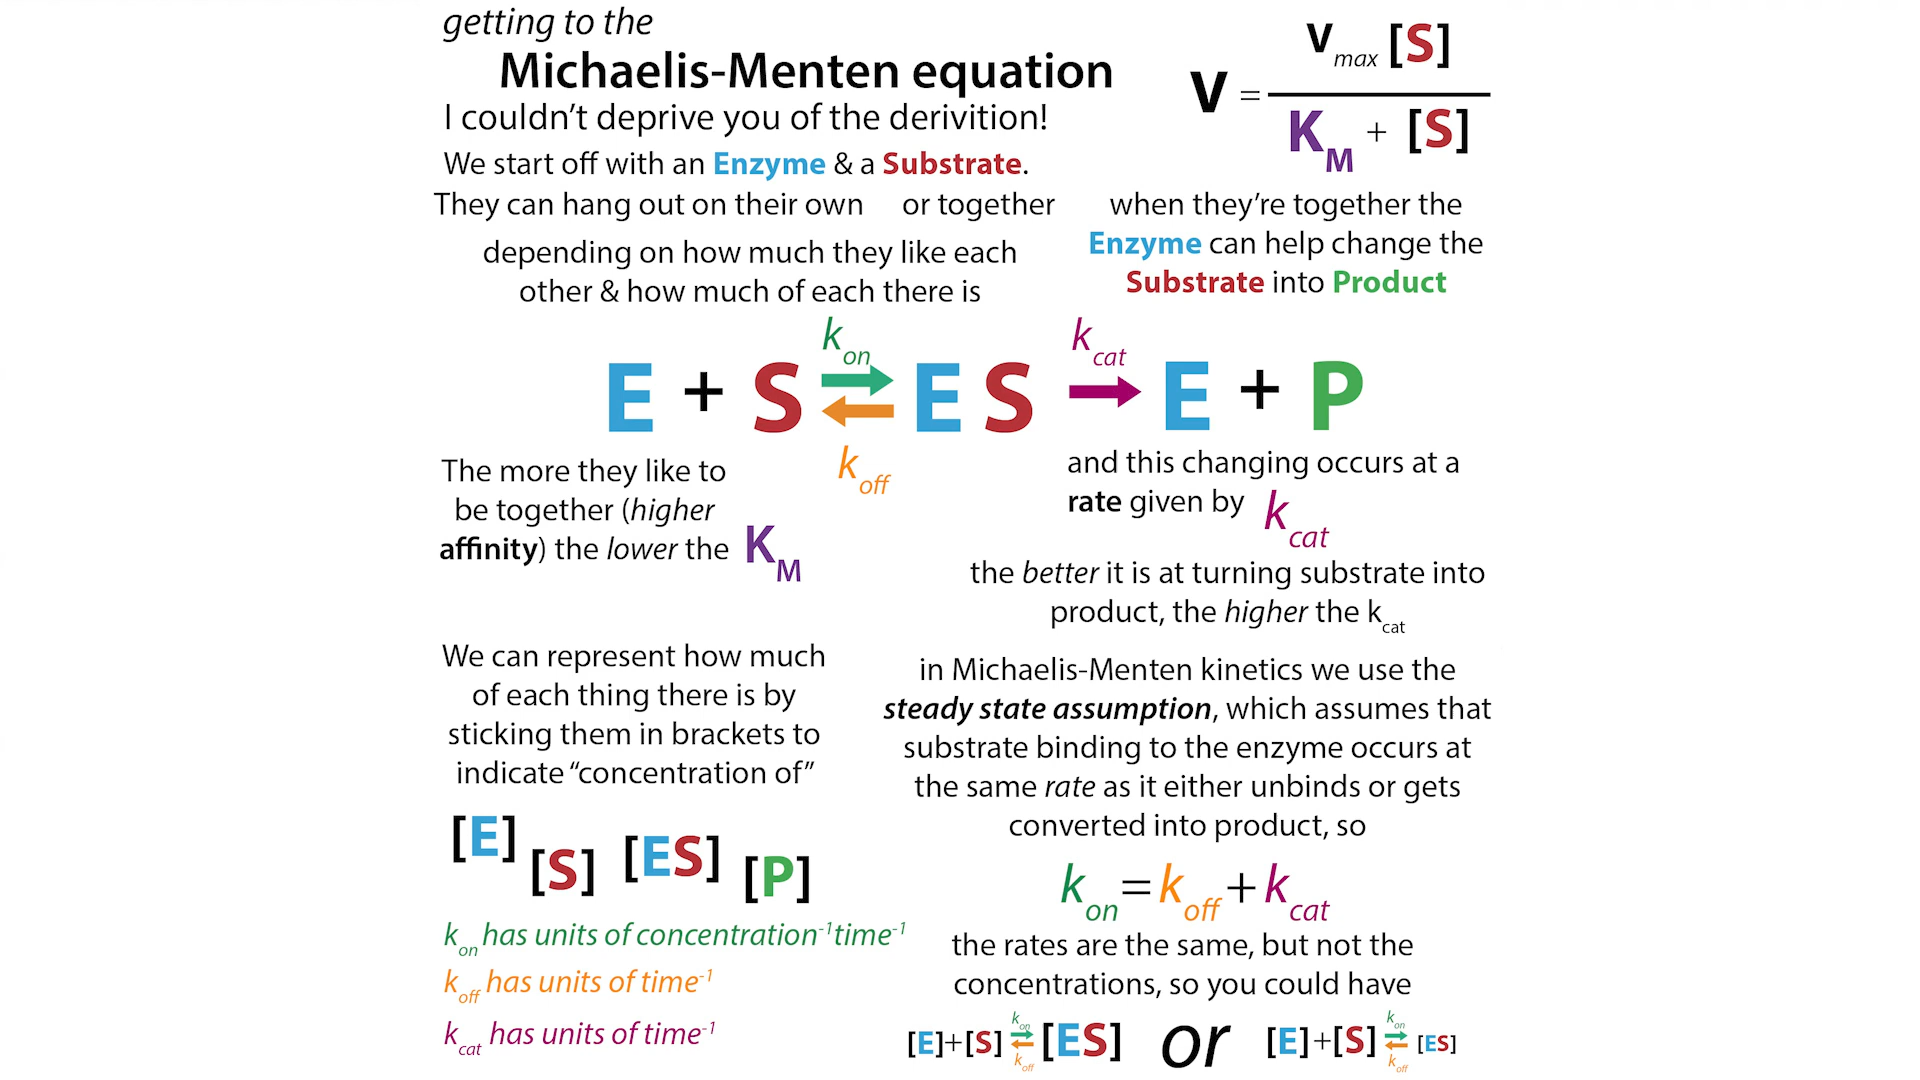 getting to the
Michaelis-Menten equation
I couldn't deprive you of the derivition!
V = Vmax [S] / KM + [S]
We start off with an Enzyme & a Substrate.
They can hang out on their own or together
depending on how much they like each
other & how much of each there is
when they're together the
Enzyme can help change the
Substrate into Product
kon kcat
E + S ES E + P
koff
The more they like to
be together (higher
affinity) the lower the KM
and this changing occurs at a
rate given by kcat
the better it is at turning substrate into
product, the higher the kcat
We can represent how much
of each thing there is by
sticking them in brackets to
indicate “concentration of”
[E] [S] [ES] [P]
kon has units of concentration-1time-1
koff has units of time-1
kcat has units of time-1
in Michaelis-Menten kinetics we use the
steady state assumption, which assumes that
substrate binding to the enzyme occurs at
the same rate as it either unbinds or gets
converted into product, so
kon = koff + kcat
the rates are the same, but not the
concentrations, so you could have
[E]+[S] kon koff [ES] or [E]+[S] kon koff [ES]